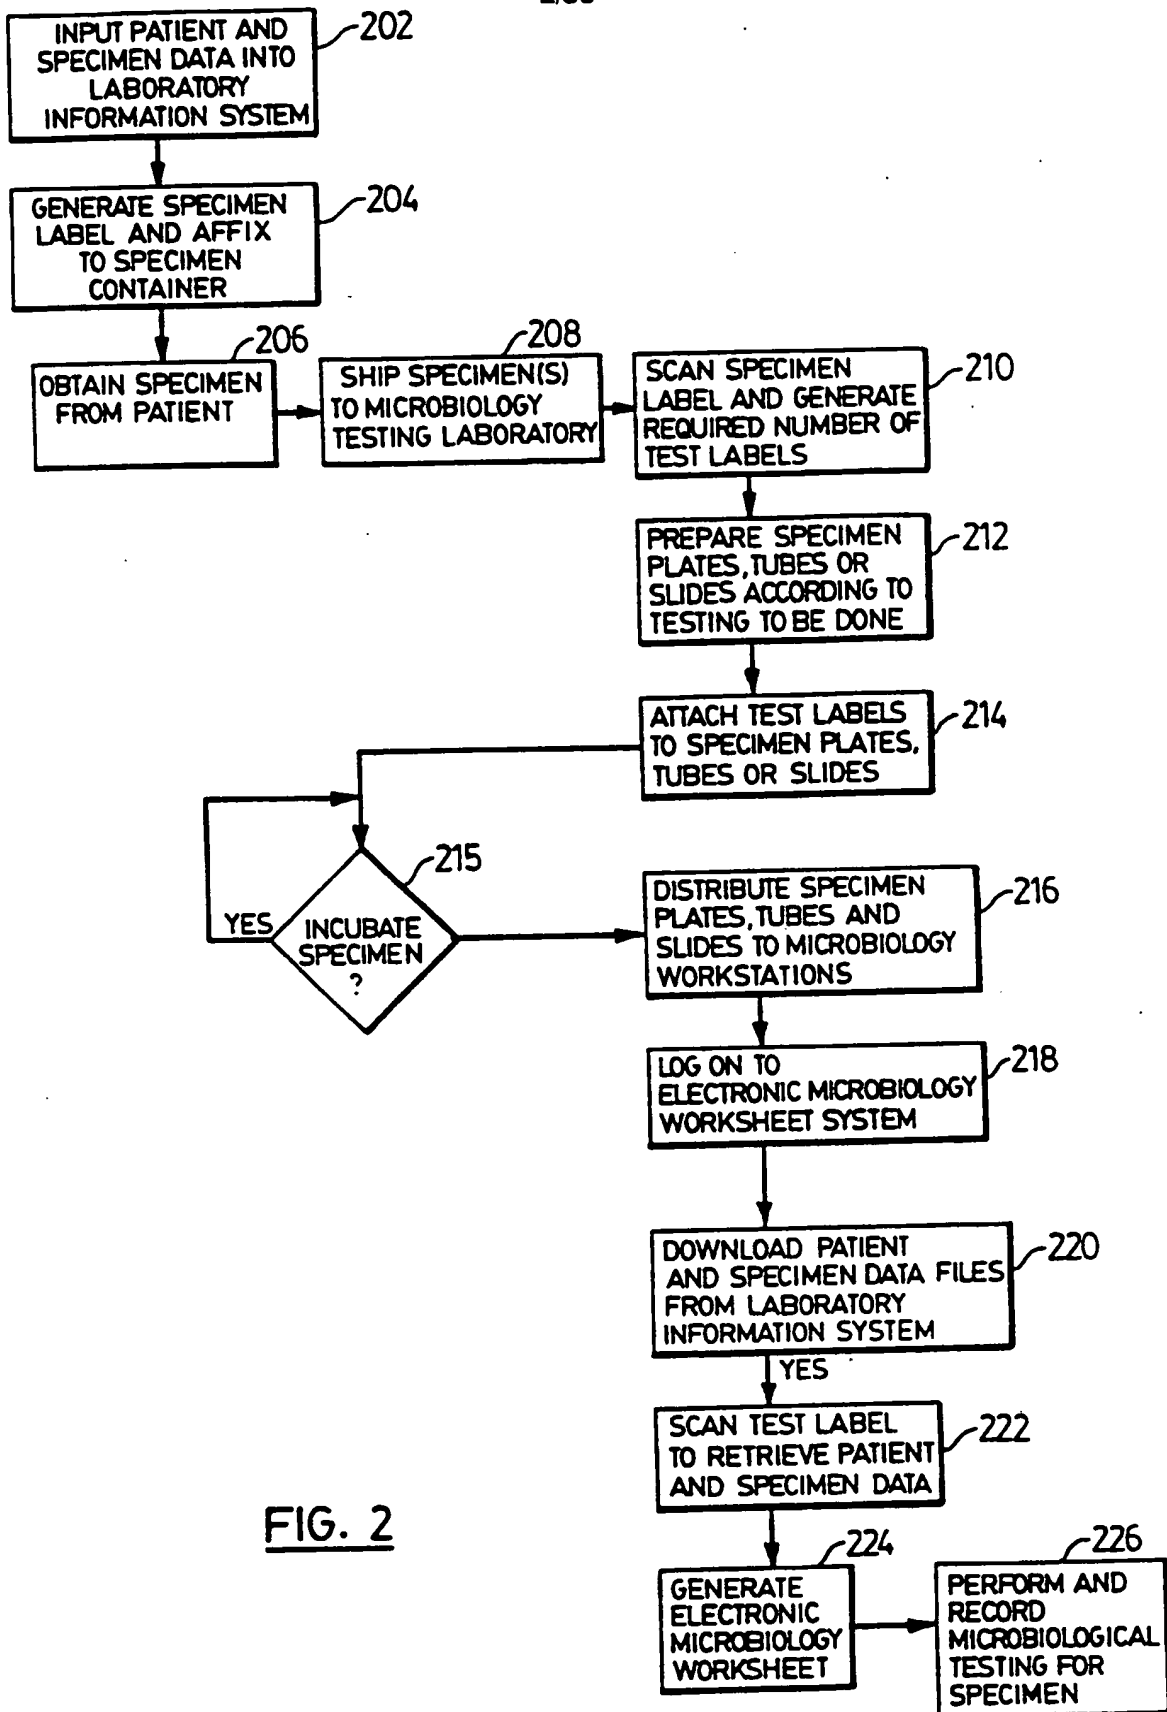 INPUT PATIENT AND
SPECIMEN DATA INTO
LABORATORY
INFORMATION SYSTEM
202
GENERATE SPECIMEN
LABEL AND AFFIX
TO SPECIMEN
CONTAINER
204
OBTAIN SPECIMEN
FROM PATIENT
206
SHIP SPECIMEN(S)
TO MICROBIOLOGY
TESTING LABORATORY
208
SCAN SPECIMEN
LABEL AND GENERATE
REQUIRED NUMBER OF
TEST LABELS
210
PREPARE SPECIMEN
PLATES, TUBES OR
SLIDES ACCORDING TO
TESTING TO BE DONE
212
ATTACH TEST LABELS
TO SPECIMEN PLATES,
TUBES OR SLIDES
214
215
YES
INCUBATE
SPECIMEN
?
DISTRIBUTE SPECIMEN
PLATES, TUBES AND
SLIDES TO MICROBIOLOGY
WORKSTATIONS
216
LOG ON TO
ELECTRONIC MICROBIOLOGY
WORKSHEET SYSTEM
218
DOWNLOAD PATIENT
AND SPECIMEN DATA FILES
FROM LABORATORY
INFORMATION SYSTEM
220
YES
SCAN TEST LABEL
TO RETRIEVE PATIENT
AND SPECIMEN DATA
222
GENERATE
ELECTRONIC
MICROBIOLOGY
WORKSHEET
224
PERFORM AND
RECORD
MICROBIOLOGICAL
TESTING FOR
SPECIMEN
226
FIG. 2